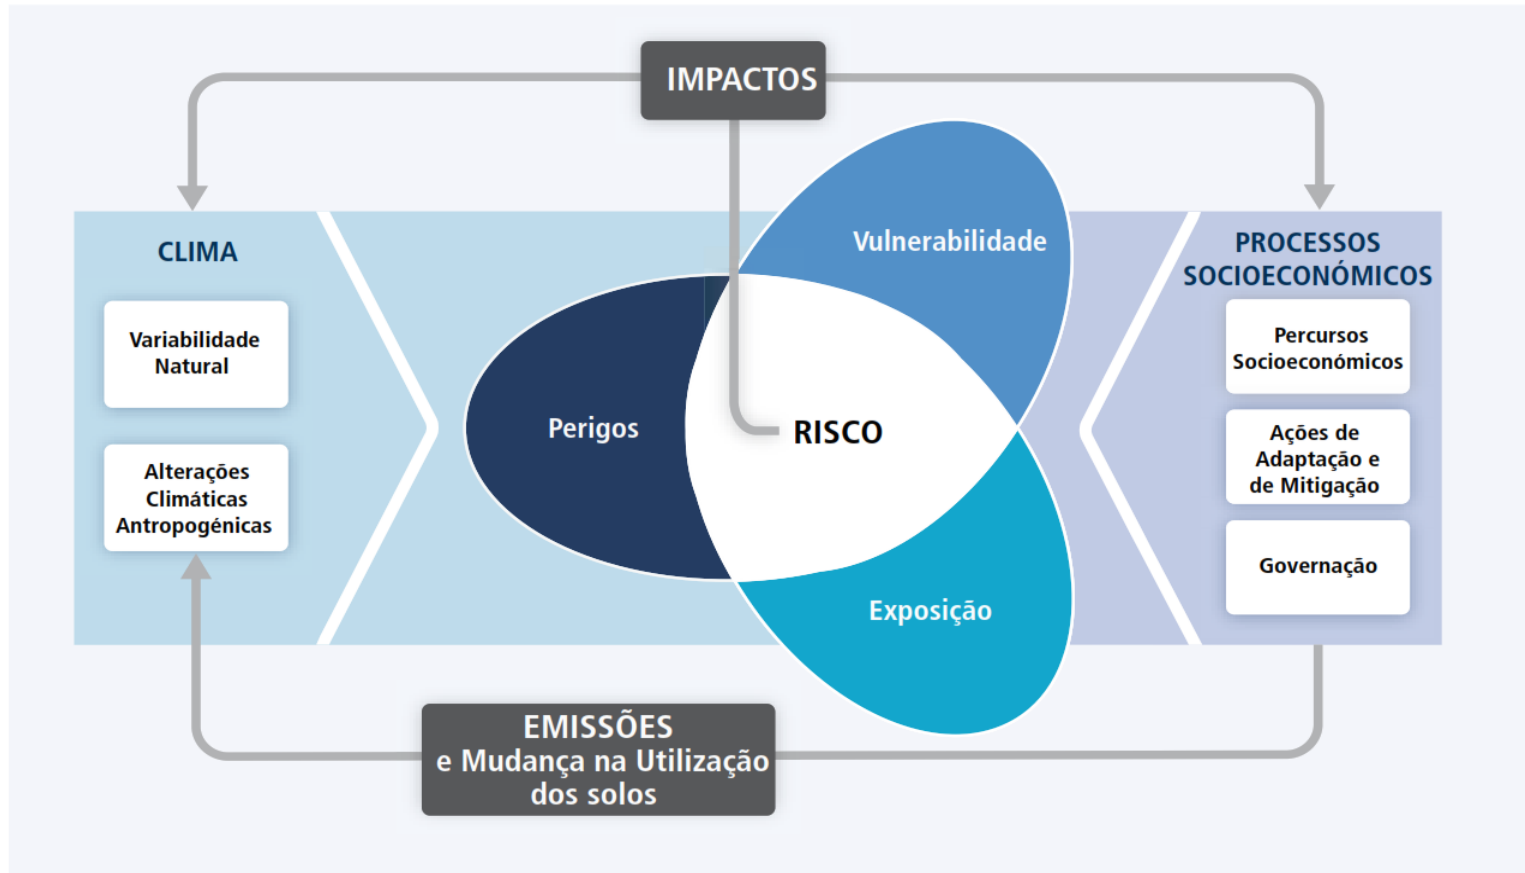 IMPACTOS
CLIMA
Variabilidade
Natural
Alterações
Climáticas
Antropogénicas
Vulnerabilidade
Perigos
RISCO
Exposição
PROCESSOS
SOCIOECONÓMICOS
Percursos
Socioeconómicos
Ações de
Adaptação e
de Mitigação
Governação
EMISSÕES
e Mudança na Utilização
dos solos